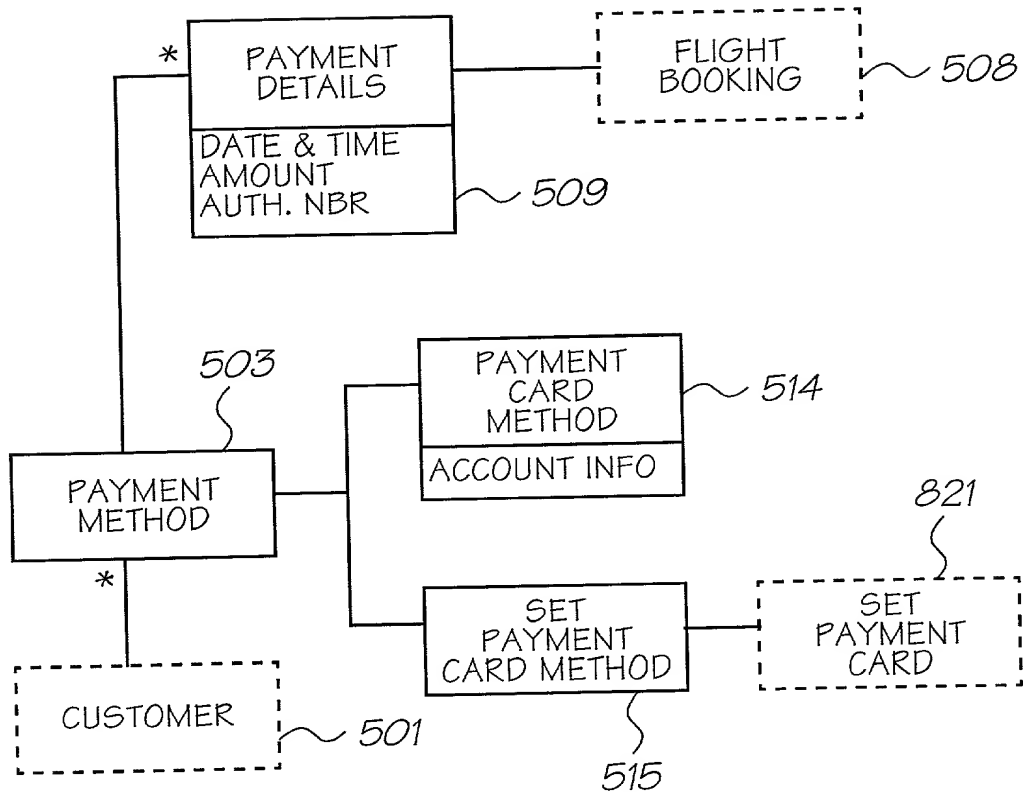 *
PAYMENT
DETAILS
DATE & TIME
AMOUNT
AUTH. NBR
509
FLIGHT
BOOKING
508
503
PAYMENT
METHOD
*
PAYMENT
CARD
METHOD
ACCOUNT INFO
514
SET
PAYMENT
CARD METHOD
515
821
SET
PAYMENT
CARD
CUSTOMER
501